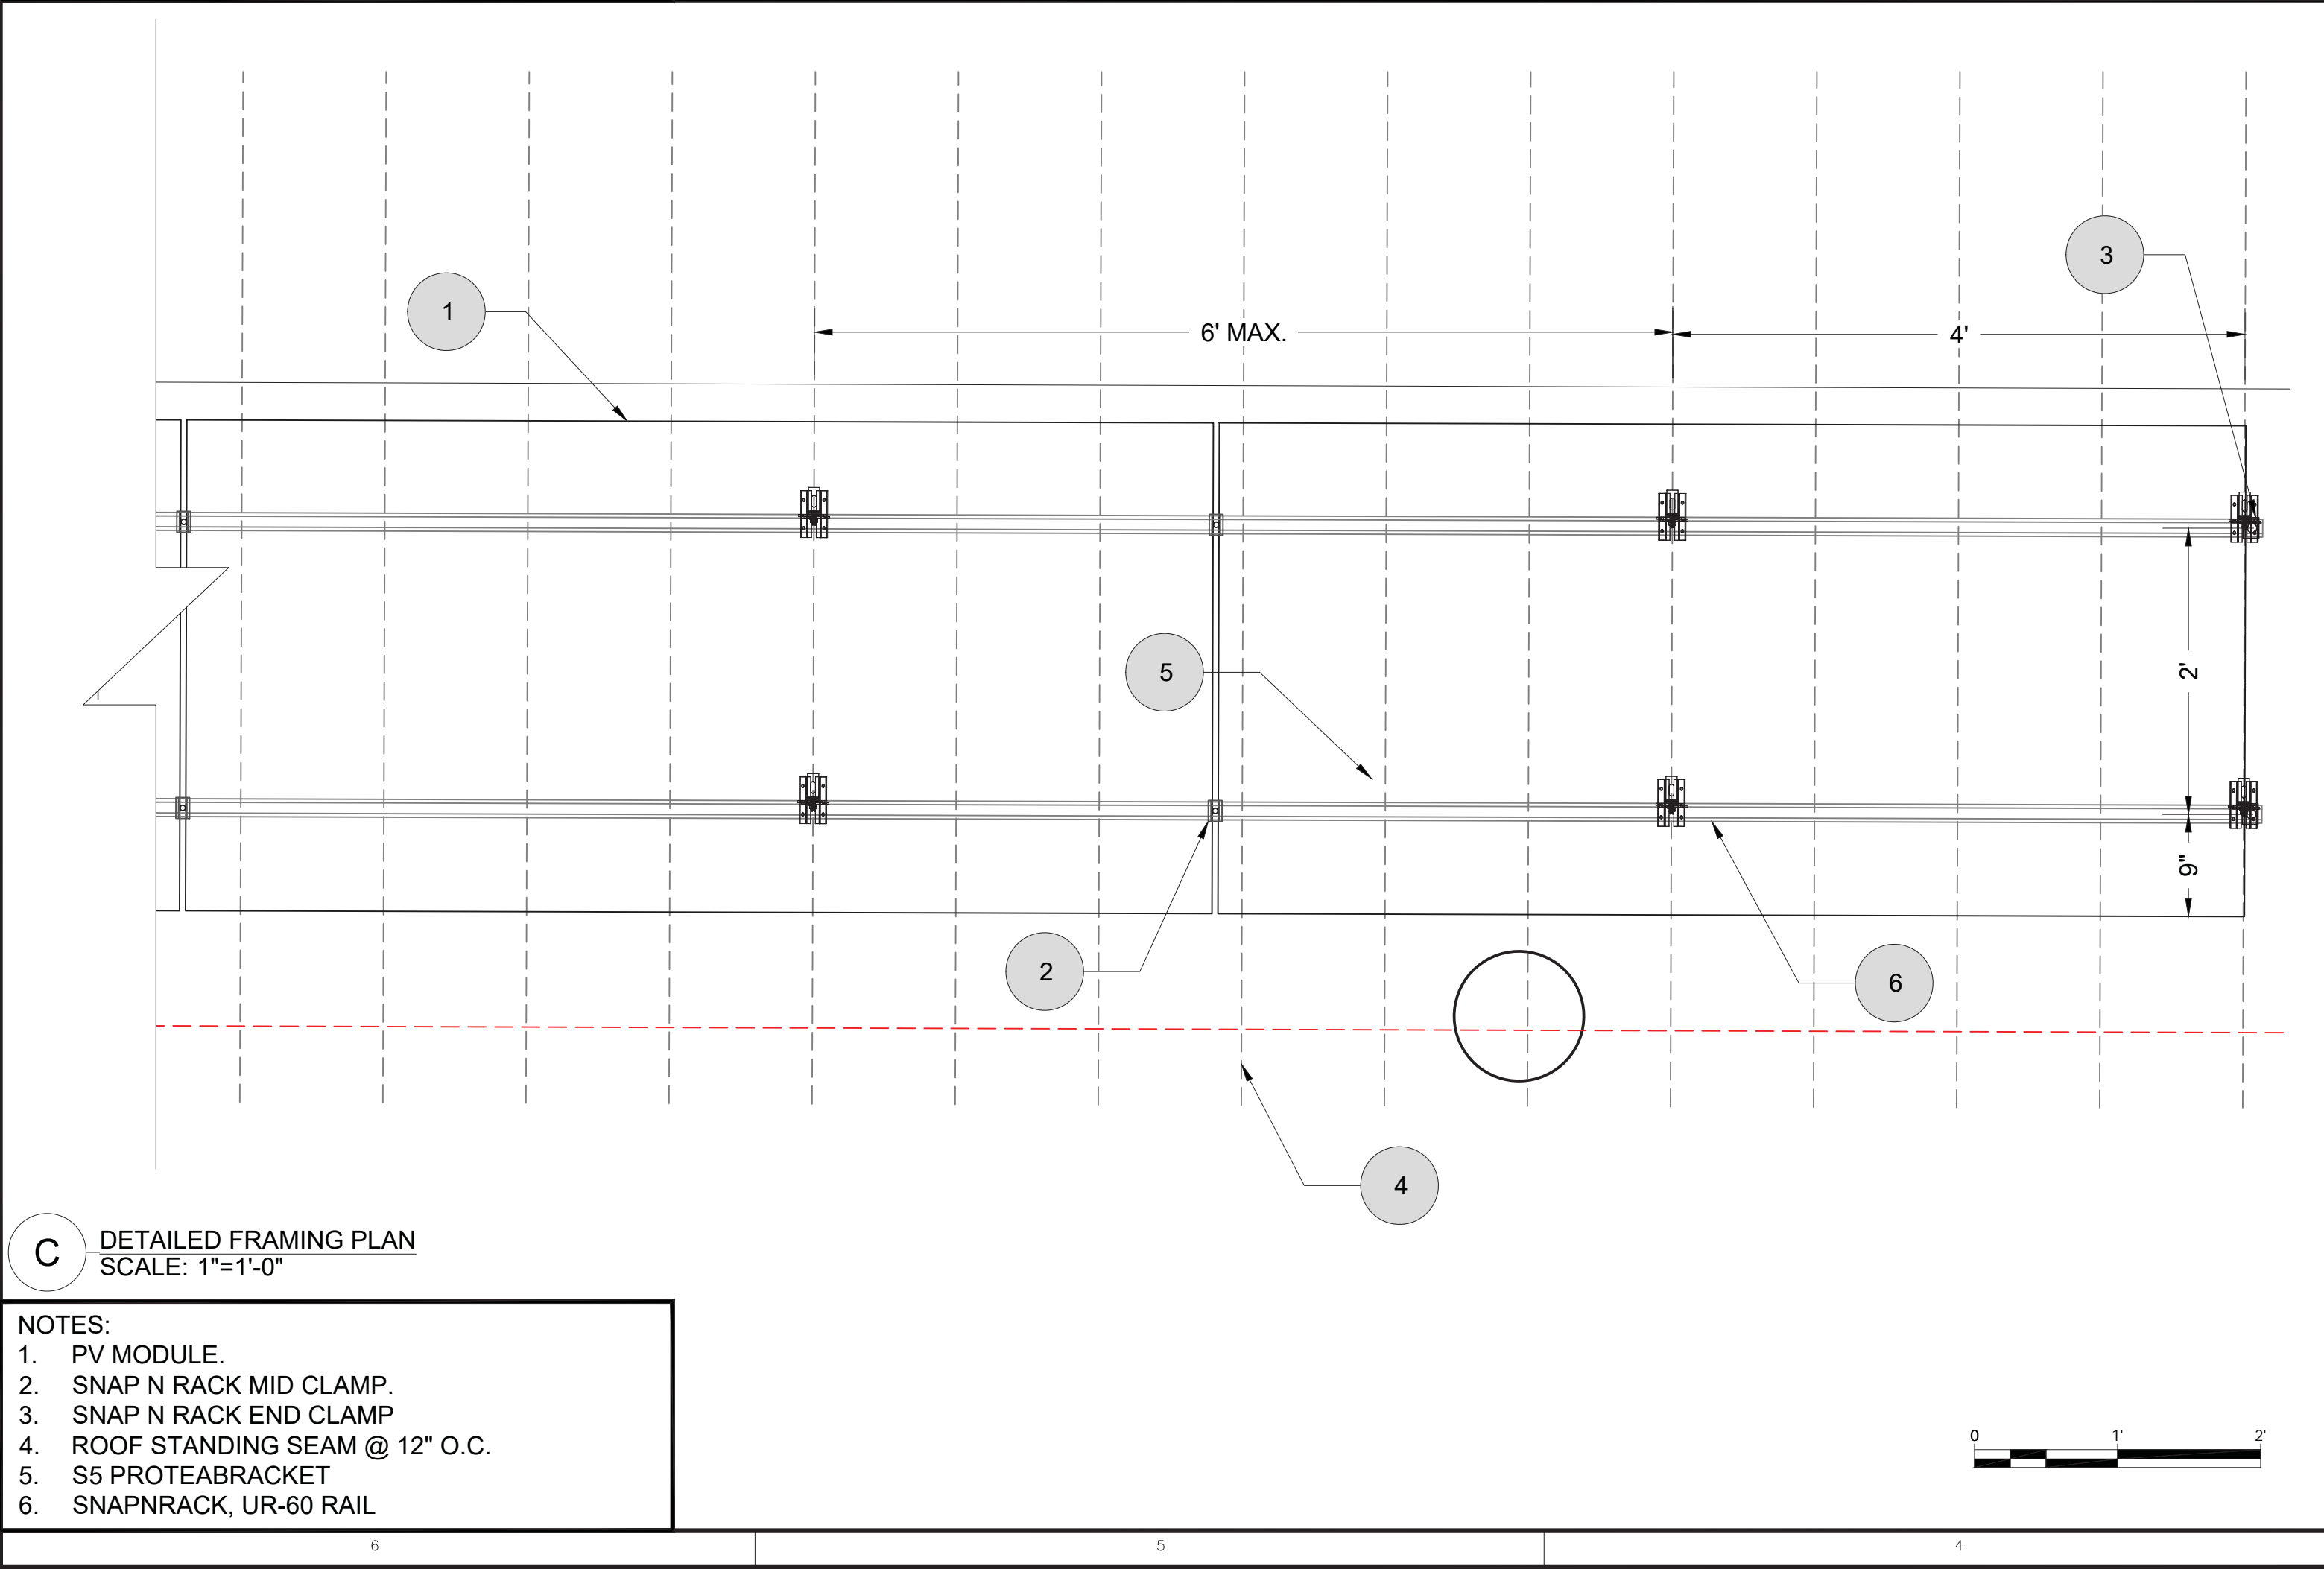 3
1
6' MAX.
4'
5
2'
9"
2
6
4
C
DETAILED FRAMING PLAN
SCALE: 1"=1'-0"
NOTES:
1. PV MODULE.
2. SNAP N RACK MID CLAMP.
3. SNAP N RACK END CLAMP
4. ROOF STANDING SEAM @ 12" O.C.
5. S5 PROTEABRACKET
6. SNAPNRACK, UR-60 RAIL
0 1' 2'
6 5 4